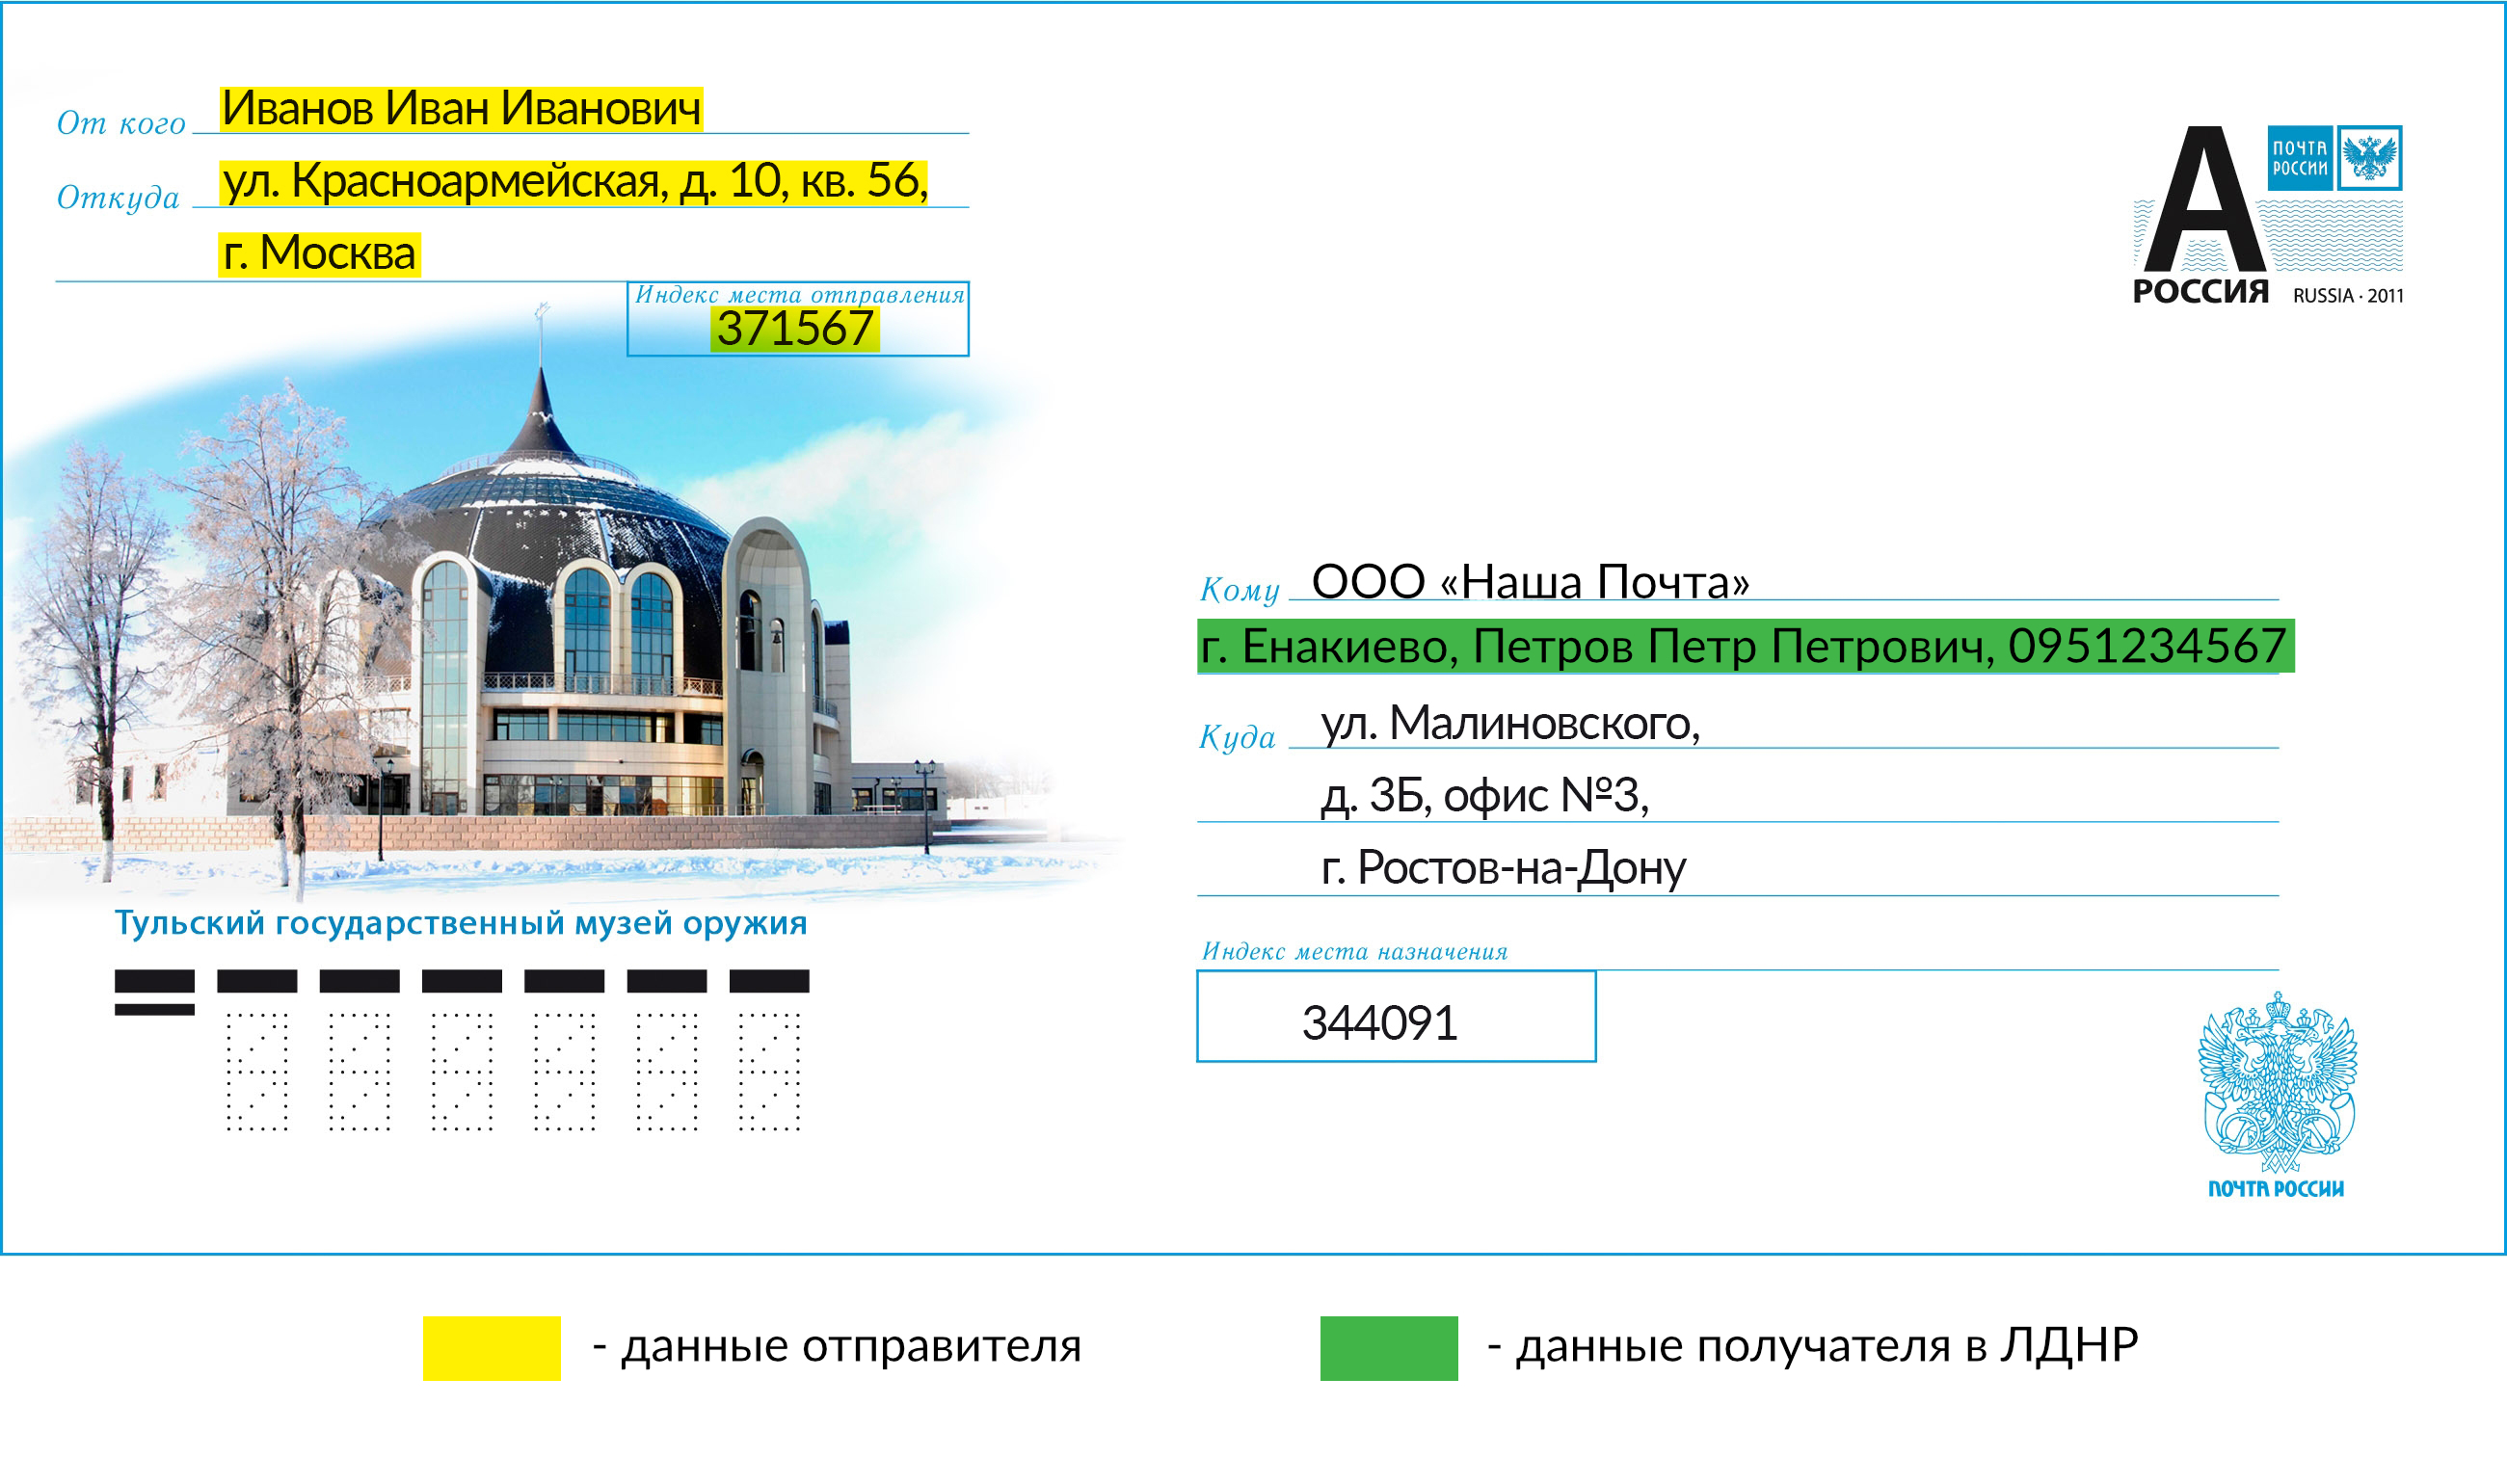 От кого Иванов Иван Иванович
Откуда ул. Красноармейская, д. 10, кв. 56,
г. Москва
Индекс места отправления
371567
ПОЧТА
РОССИИ
А
РОССИЯ RUSSIA · 2011
Кому ООО «Наша Почта»
г. Енакиево, Петров Петр Петрович, 0951234567
Куда ул. Малиновского,
д. 3Б, офис №3,
г. Ростов-на-Дону
Индекс места назначения
344091
Тульский государственный музей оружия
ПОЧТА РОССИИ
- данные отправителя
- данные получателя в ЛДНР